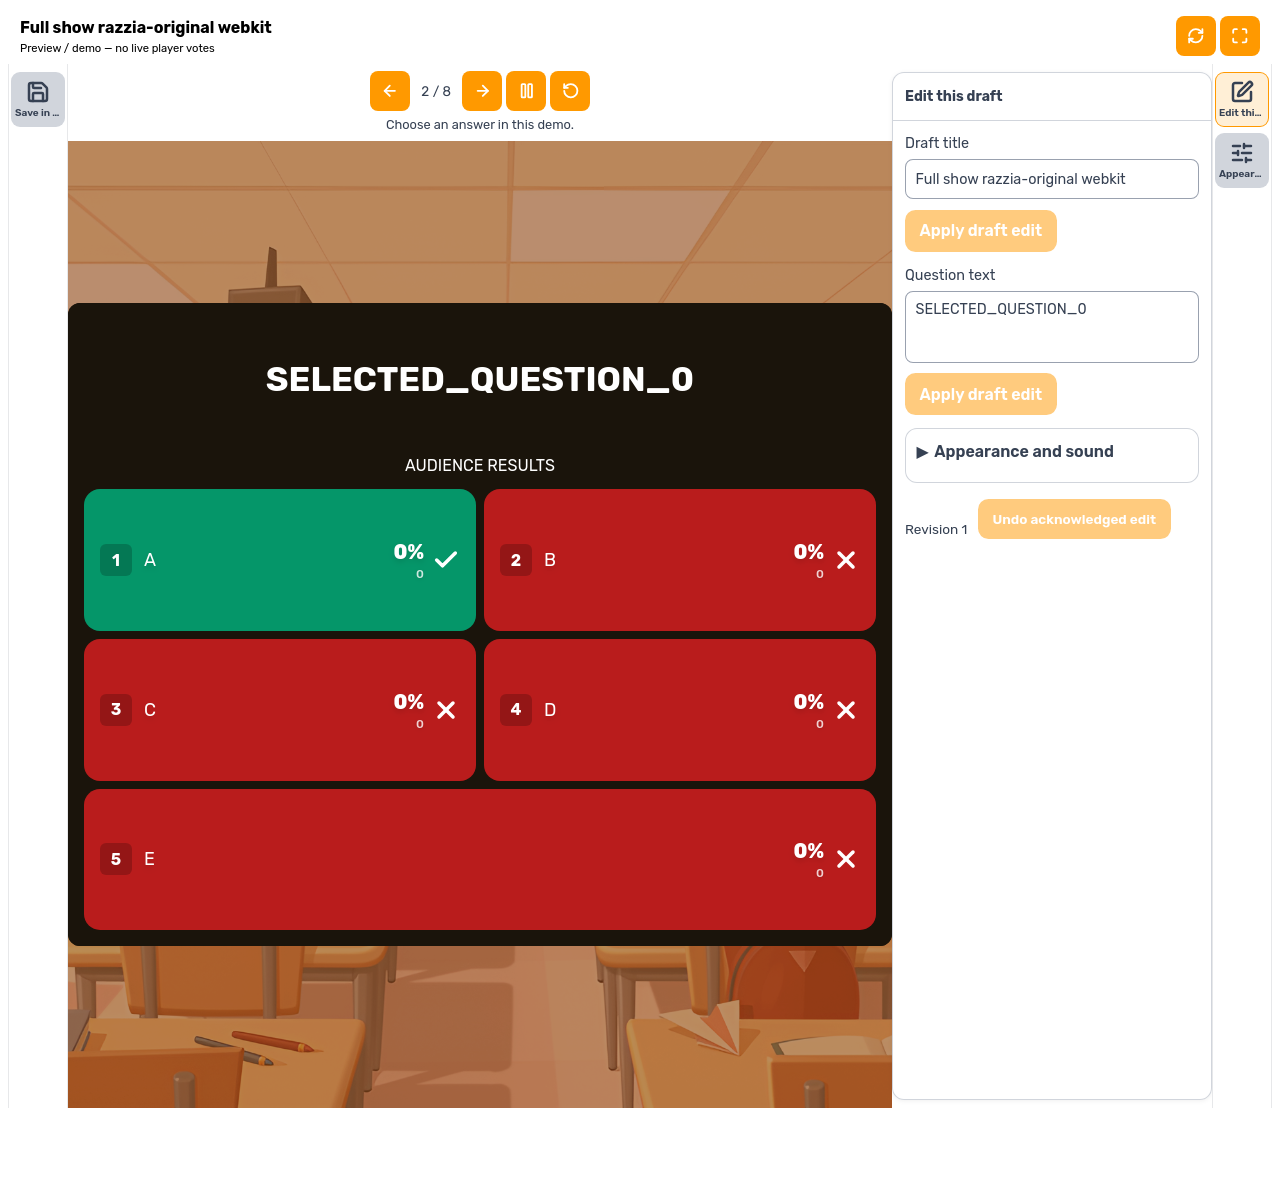 Full show razzia-original webkit
Preview / demo — no live player votes
Save in ...
2 / 8
Choose an answer in this demo.
SELECTED_QUESTION_0
AUDIENCE RESULTS
1 A 0% 0
2 B 0% 0
3 C 0% 0
4 D 0% 0
5 E 0% 0
Edit this draft
Draft title
Full show razzia-original webkit
Apply draft edit
Question text
SELECTED_QUESTION_0
Apply draft edit
▶ Appearance and sound
Revision 1
Undo acknowledged edit
Edit thi...
Appear...